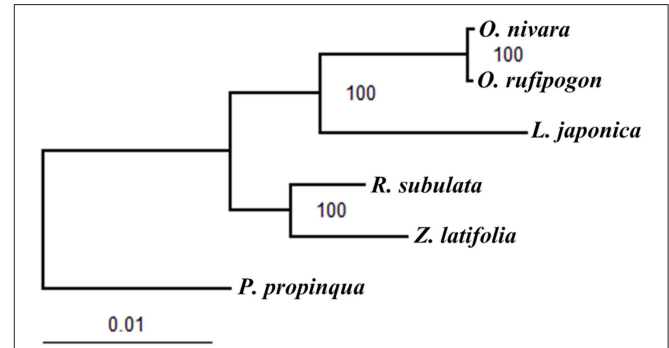 O. nivara
100
O. rufipogon
100
L. japonica
R. subulata
100
Z. latifolia
P. propinqua
0.01